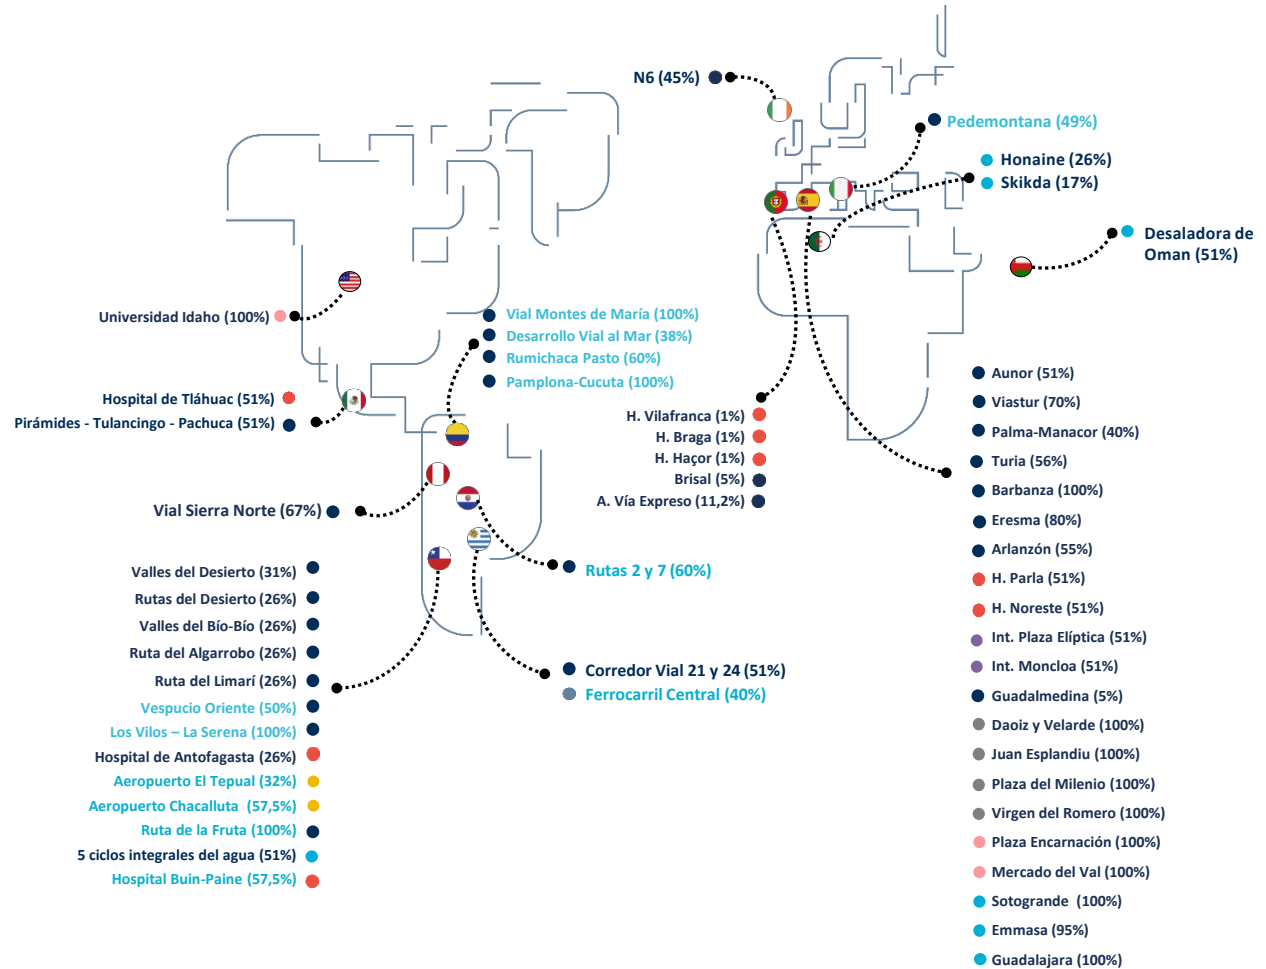 N6 (45%)
Pedemontana (49%)
Honaine (26%)
Skikda (17%)
Desaladora de
Oman (51%)
Universidad Idaho (100%)
Vial Montes de María (100%)
Desarrollo Vial al Mar (38%)
Rumichaca Pasto (60%)
Pamplona-Cucuta (100%)
Hospital de Tláhuac (51%)
Pirámides - Tulancingo - Pachuca (51%)
H. Vilafranca (1%)
H. Braga (1%)
H. Haçor (1%)
Brisal (5%)
A. Vía Expreso (11,2%)
Vial Sierra Norte (67%)
Rutas 2 y 7 (60%)
Corredor Vial 21 y 24 (51%)
Ferrocarril Central (40%)
Valles del Desierto (31%)
Rutas del Desierto (26%)
Valles del Bío-Bío (26%)
Ruta del Algarrobo (26%)
Ruta del Limarí (26%)
Vespucio Oriente (50%)
Los Vilos – La Serena (100%)
Hospital de Antofagasta (26%)
Aeropuerto El Tepual (32%)
Aeropuerto Chacalluta (57,5%)
Ruta de la Fruta (100%)
5 ciclos integrales del agua (51%)
Hospital Buin-Paine (57,5%)
Aunor (51%)
Viastur (70%)
Palma-Manacor (40%)
Turia (56%)
Barbanza (100%)
Eresma (80%)
Arlanzón (55%)
H. Parla (51%)
H. Noreste (51%)
Int. Plaza Elíptica (51%)
Int. Moncloa (51%)
Guadalmedina (5%)
Daoiz y Velarde (100%)
Juan Esplandiu (100%)
Plaza del Milenio (100%)
Virgen del Romero (100%)
Plaza Encarnación (100%)
Mercado del Val (100%)
Sotogrande (100%)
Emmasa (95%)
Guadalajara (100%)